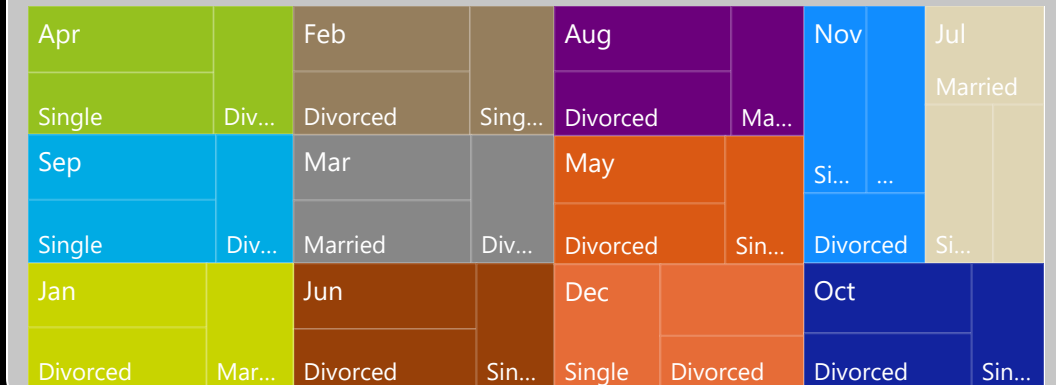 Apr
Single
Div...
Feb
Divorced
Sing...
Aug
Divorced
Ma...
Nov
Si...
...
Divorced
Jul
Married
Si...
Sep
Single
Div...
Mar
Married
Div...
May
Divorced
Sin...
Jan
Divorced
Mar...
Jun
Divorced
Sin...
Dec
Single
Divorced
Oct
Divorced
Sin...